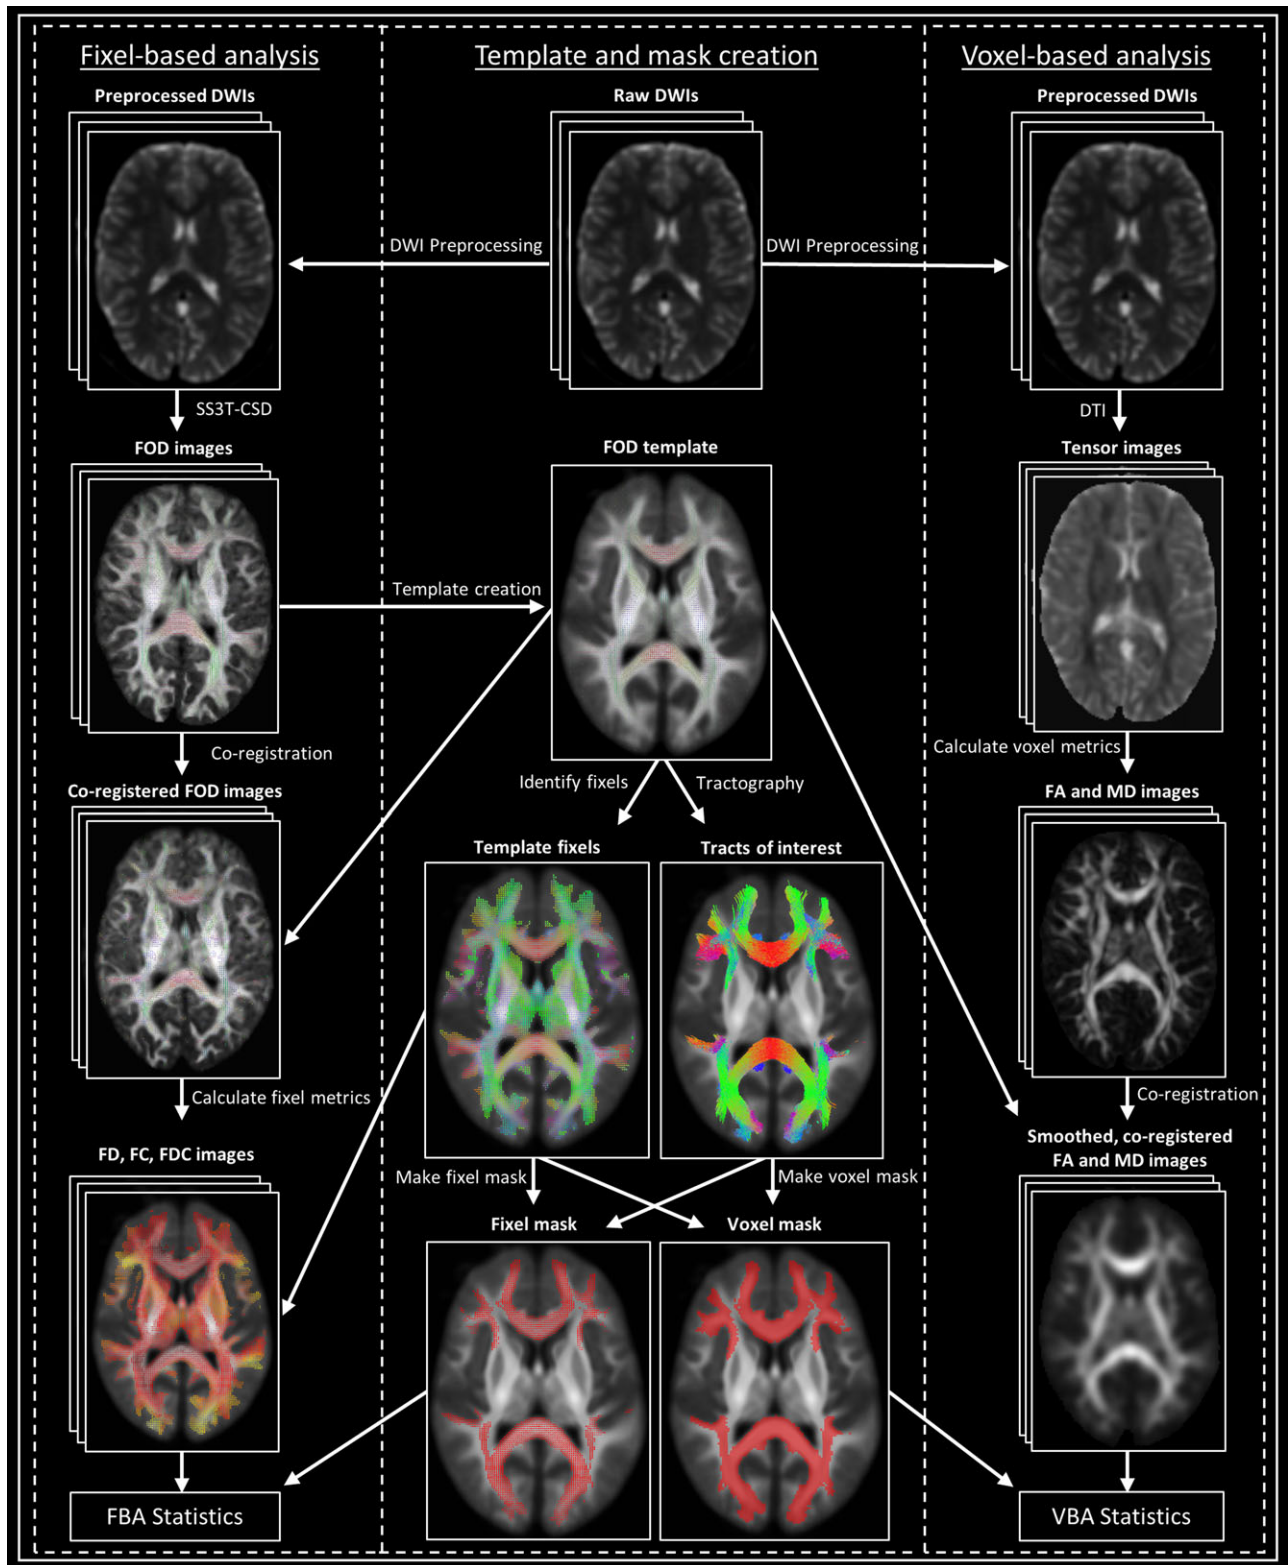 Fixel-based analysis
Template and mask creation
Voxel-based analysis
Preprocessed DWIs
Raw DWIs
Preprocessed DWIs
DWI Preprocessing
DWI Preprocessing
SS3T-CSD
DTI
FOD images
FOD template
Tensor images
Template creation
Co-registration
Calculate voxel metrics
Identify fixels
Tractography
Co-registered FOD images
FA and MD images
Template fixels
Tracts of interest
Calculate fixel metrics
Co-registration
FD, FC, FDC images
Smoothed, co-registered
FA and MD images
Make fixel mask
Make voxel mask
Fixel mask
Voxel mask
FBA Statistics
VBA Statistics